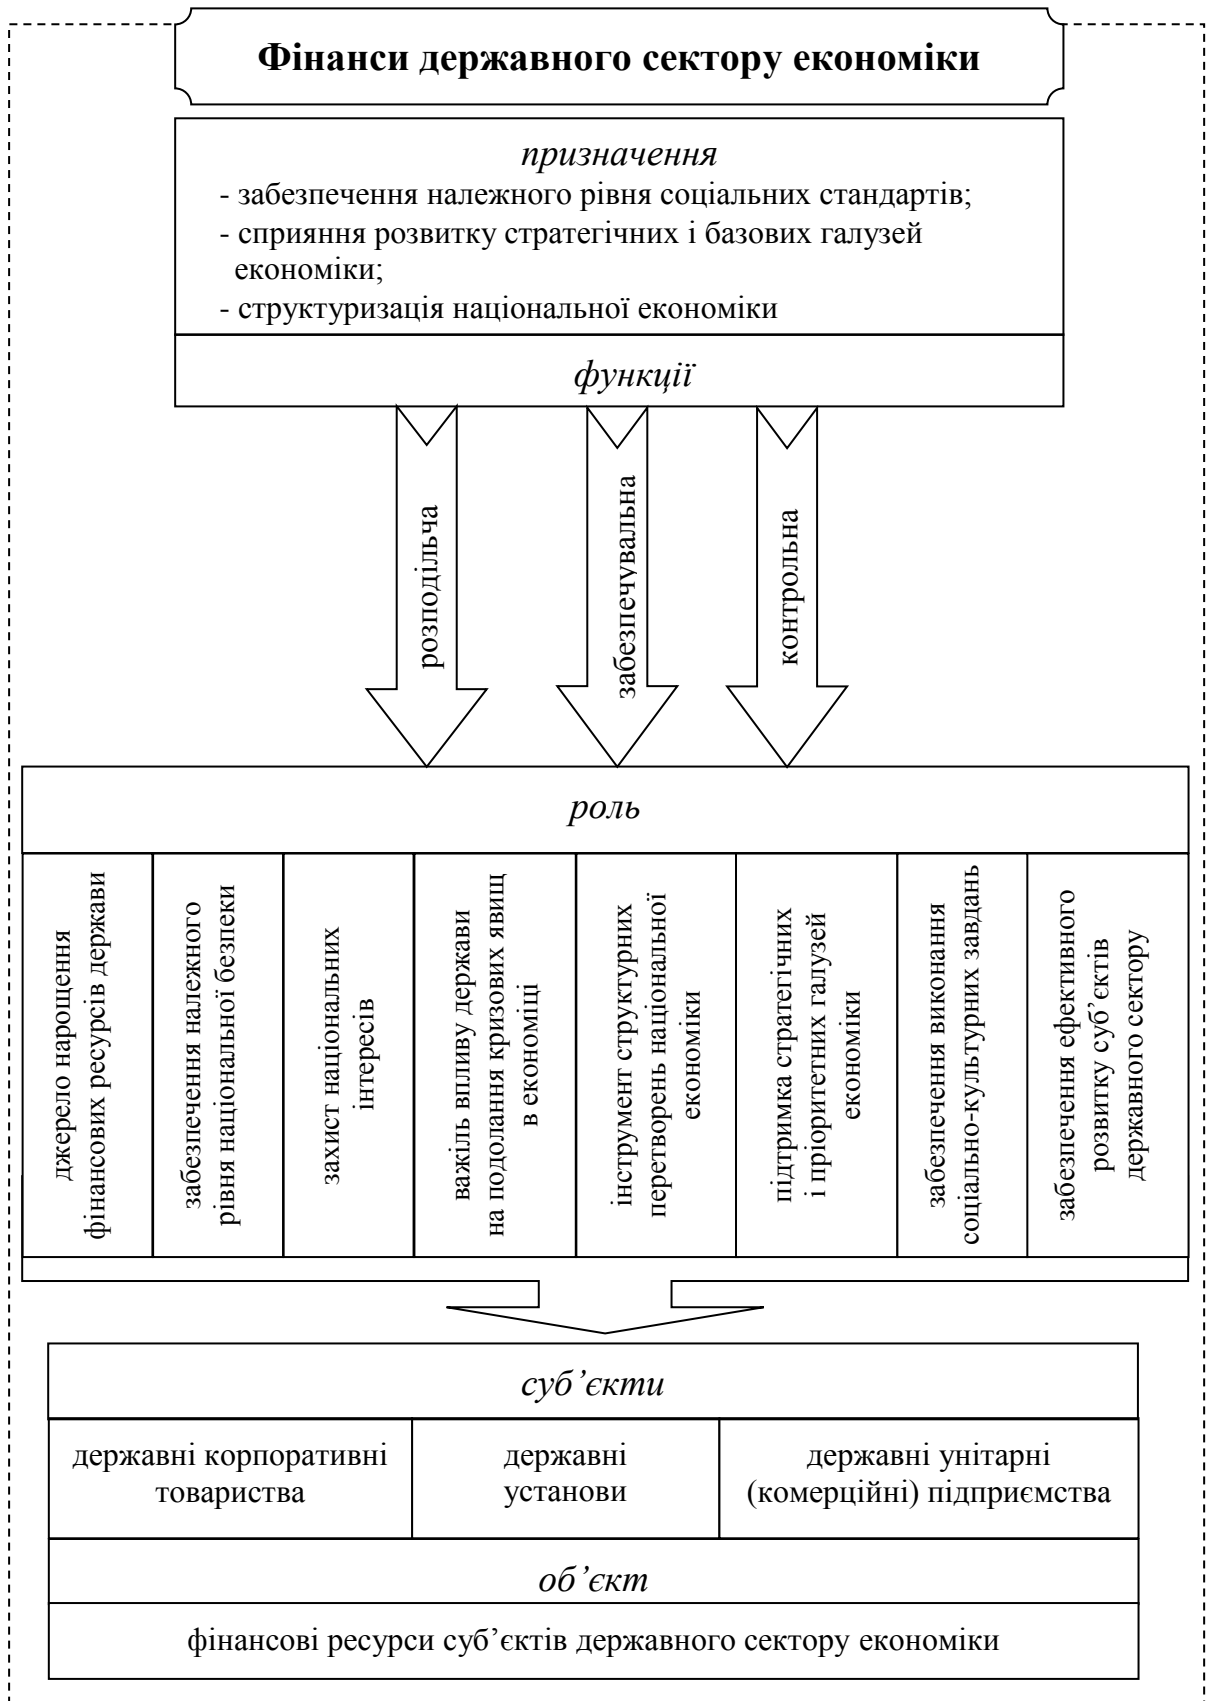 Фінанси державного сектору економіки
призначення
- забезпечення належного рівня соціальних стандартів;
- сприяння розвитку стратегічних і базових галузей
економіки;
- структуризація національної економіки
функції
розподільча
забезпечувальна
контрольна
роль
джерело нарощення
фінансових ресурсів держави
забезпечення належного
рівня національної безпеки
захист національних
інтересів
важіль впливу держави
на подолання кризових явищ
в економіці
інструмент структурних
перетворень національної
економіки
підтримка стратегічних
і пріоритетних галузей
економіки
забезпечення виконання
соціально-культурних завдань
забезпечення ефективного
розвитку суб’єктів
державного сектору
суб’єкти
державні корпоративні
товариства
державні
установи
державні унітарні
(комерційні) підприємства
об’єкт
фінансові ресурси суб’єктів державного сектору економіки